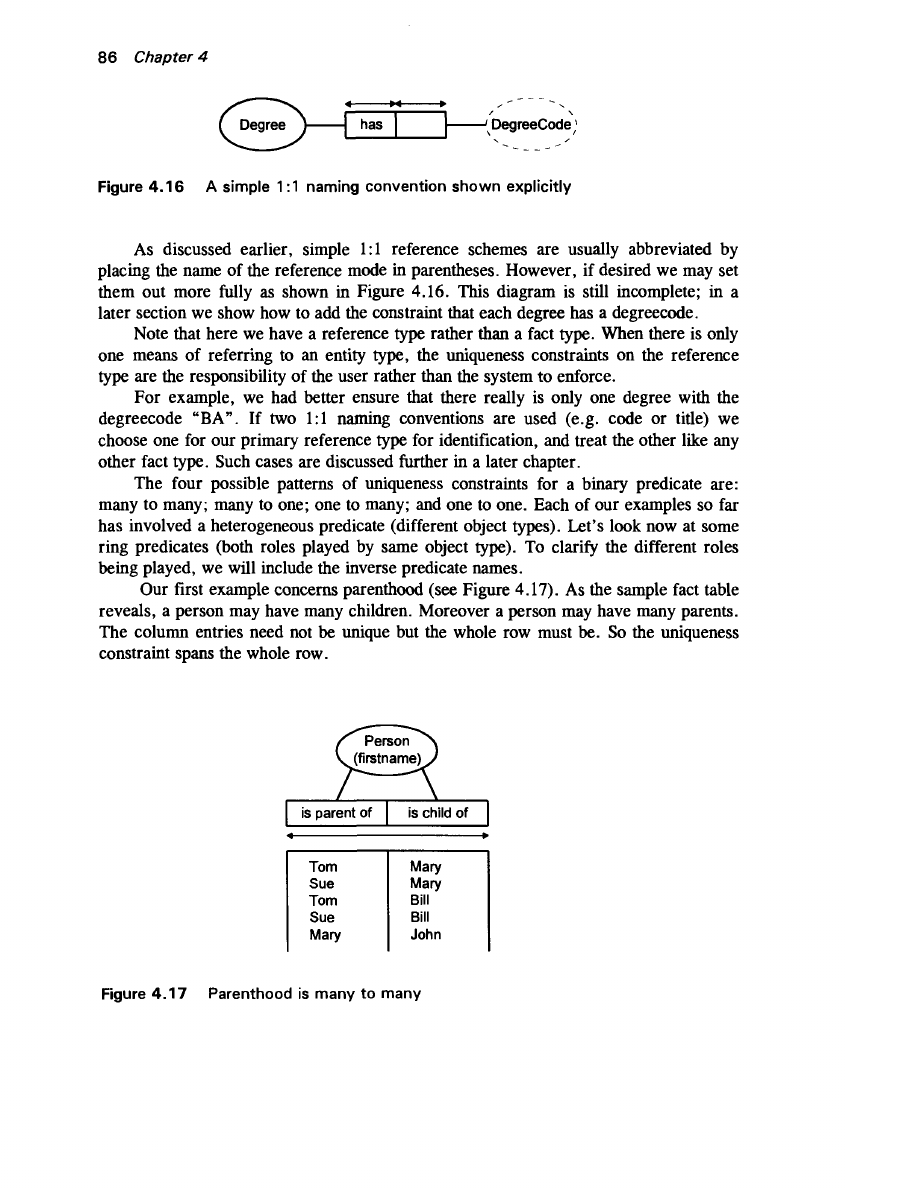 86 Chapter 4
Degree
has
DegreeCode
Figure 4.16 A simple 1:1 naming convention shown explicitly
As discussed earlier, simple 1:1 reference schemes are usually abbreviated by
placing the name of the reference mode in parentheses. However, if desired we may set
them out more fully as shown in Figure 4.16. This diagram is still incomplete; in a
later section we show how to add the constraint that each degree has a degreecode.
Note that here we have a reference type rather than a fact type. When there is only
one means of referring to an entity type, the uniqueness constraints on the reference
type are the responsibility of the user rather than the system to enforce.
For example, we had better ensure that there really is only one degree with the
degreecode "BA". If two 1:1 naming conventions are used (e.g. code or title) we
choose one for our primary reference type for identification, and treat the other like any
other fact type. Such cases are discussed further in a later chapter.
The four possible patterns of uniqueness constraints for a binary predicate are:
many to many; many to one; one to many; and one to one. Each of our examples so far
has involved a heterogeneous predicate (different object types). Let's look now at some
ring predicates (both roles played by same object type). To clarify the different roles
being played, we will include the inverse predicate names.
Our first example concerns parenthood (see Figure 4.17). As the sample fact table
reveals, a person may have many children. Moreover a person may have many parents.
The column entries need not be unique but the whole row must be. So the uniqueness
constraint spans the whole row.
Person
(firstname)
is parent of is child of
Tom Mary
Sue Mary
Tom Bill
Sue Bill
Mary John
Figure 4.17 Parenthood is many to many